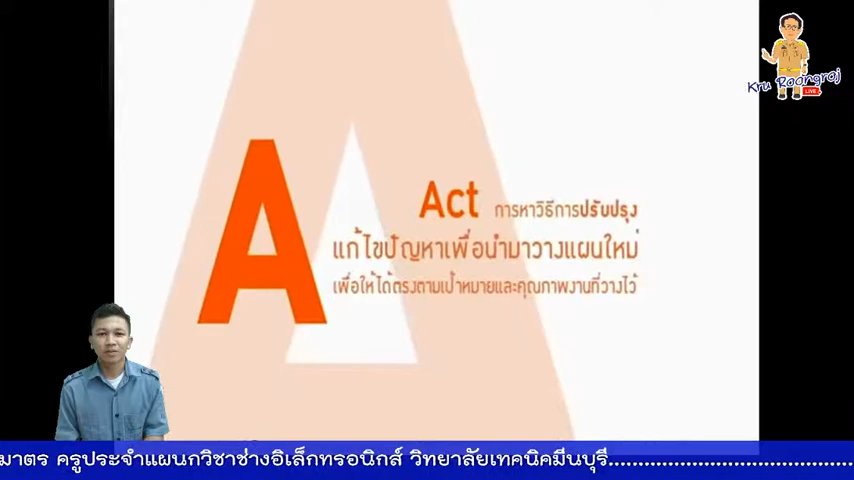 Kru Roongroj
LIVE
A
Act การหาวิธีการปรับปรุง
แก้ไขปัญหาเพื่อนำมาวางแผนใหม่
เพื่อให้ได้ตรงตามเป้าหมายและคุณภาพงานที่วางไว้
มาตร ครูประจำแผนกวิชาช่างอิเล็กทรอนิกส์ วิทยาลัยเทคนิคมีนบุรี..........................................